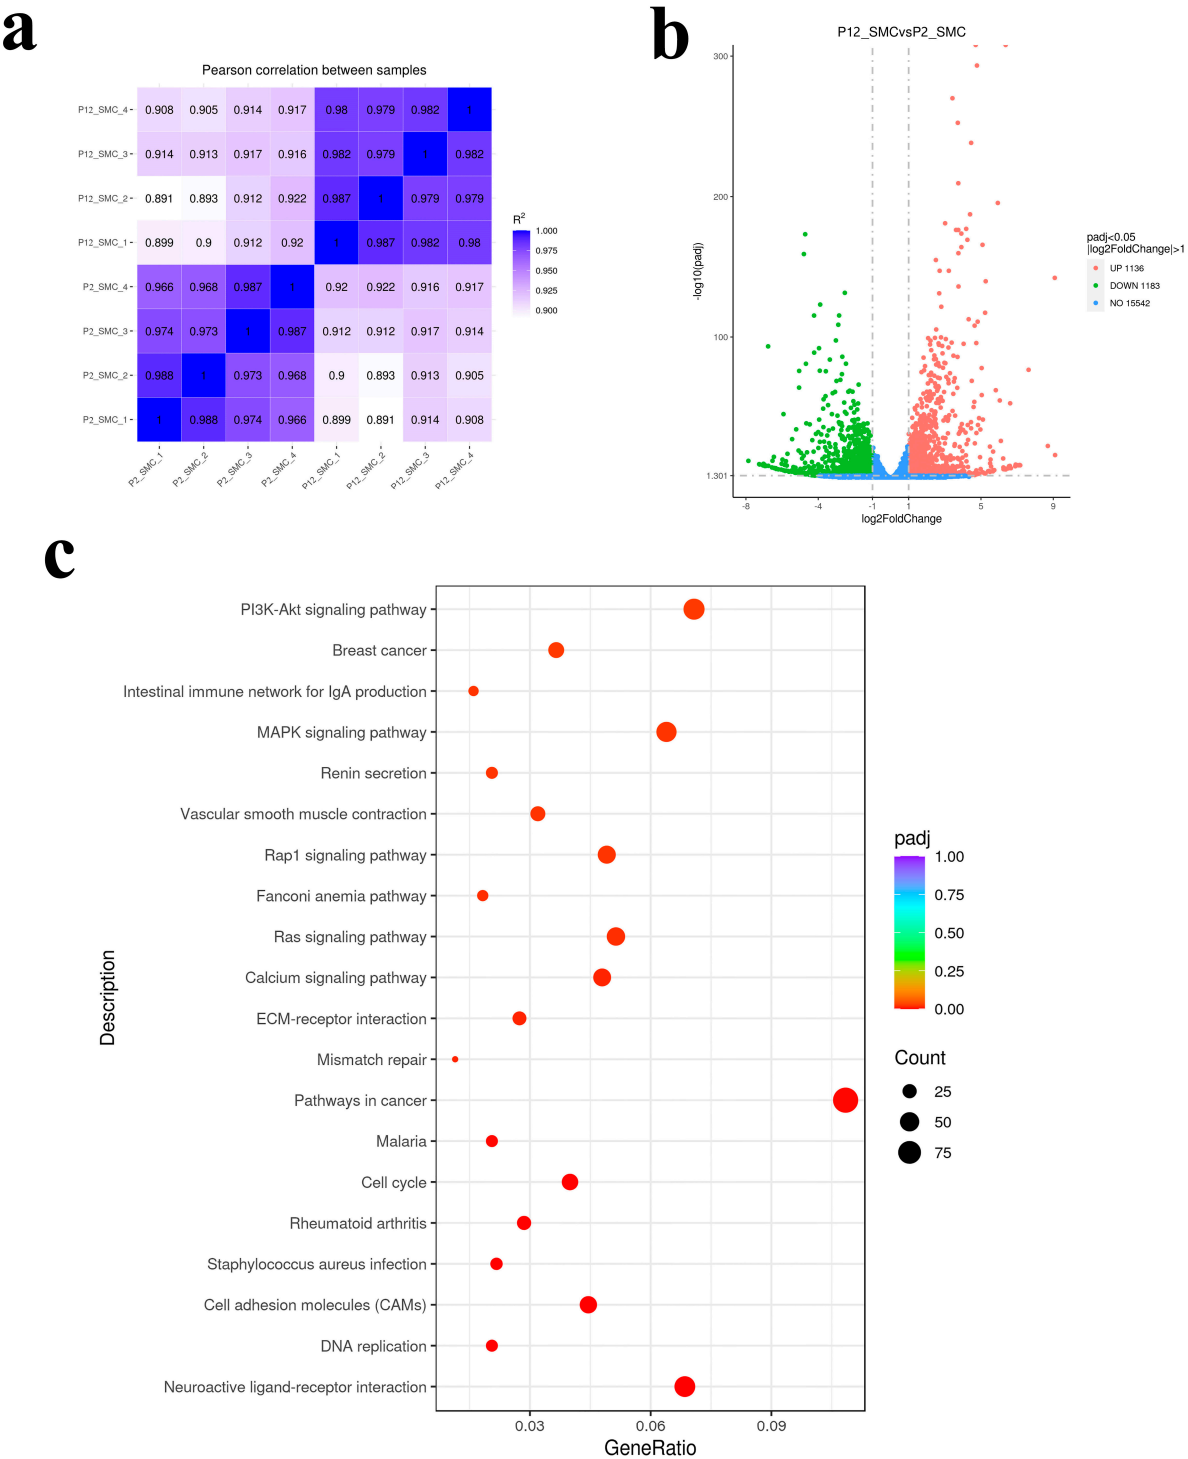 a
Pearson correlation between samples
P12_SMC_4 0.908 0.905 0.914 0.917 0.98 0.979 0.982 1
P12_SMC_3 0.914 0.913 0.917 0.916 0.982 0.979 1 0.982
P12_SMC_2 0.891 0.893 0.912 0.922 0.987 1 0.979 0.979
P12_SMC_1 0.899 0.9 0.912 0.92 1 0.987 0.982 0.98
P2_SMC_4 0.966 0.968 0.987 1 0.92 0.922 0.916 0.917
P2_SMC_3 0.974 0.973 1 0.987 0.912 0.912 0.917 0.914
P2_SMC_2 0.988 1 0.973 0.968 0.9 0.893 0.913 0.905
P2_SMC_1 1 0.988 0.974 0.966 0.899 0.891 0.914 0.908
P2_SMC_1 P2_SMC_2 P2_SMC_3 P2_SMC_4 P12_SMC_1 P12_SMC_2 P12_SMC_3 P12_SMC_4
R²
1.000
0.975
0.950
0.925
0.900
b
P12_SMCvsP2_SMC
-log10(padj)
300
200
100
1.301
-8 -4 -1 1 5 9
log2FoldChange
padj<0.05
|log2FoldChange|>1
UP 1136
DOWN 1183
NO 15542
c
Description
PI3K-Akt signaling pathway
Breast cancer
Intestinal immune network for IgA production
MAPK signaling pathway
Renin secretion
Vascular smooth muscle contraction
Rap1 signaling pathway
Fanconi anemia pathway
Ras signaling pathway
Calcium signaling pathway
ECM-receptor interaction
Mismatch repair
Pathways in cancer
Malaria
Cell cycle
Rheumatoid arthritis
Staphylococcus aureus infection
Cell adhesion molecules (CAMs)
DNA replication
Neuroactive ligand-receptor interaction
0.03 0.06 0.09
GeneRatio
padj
1.00
0.75
0.50
0.25
0.00
Count
25
50
75